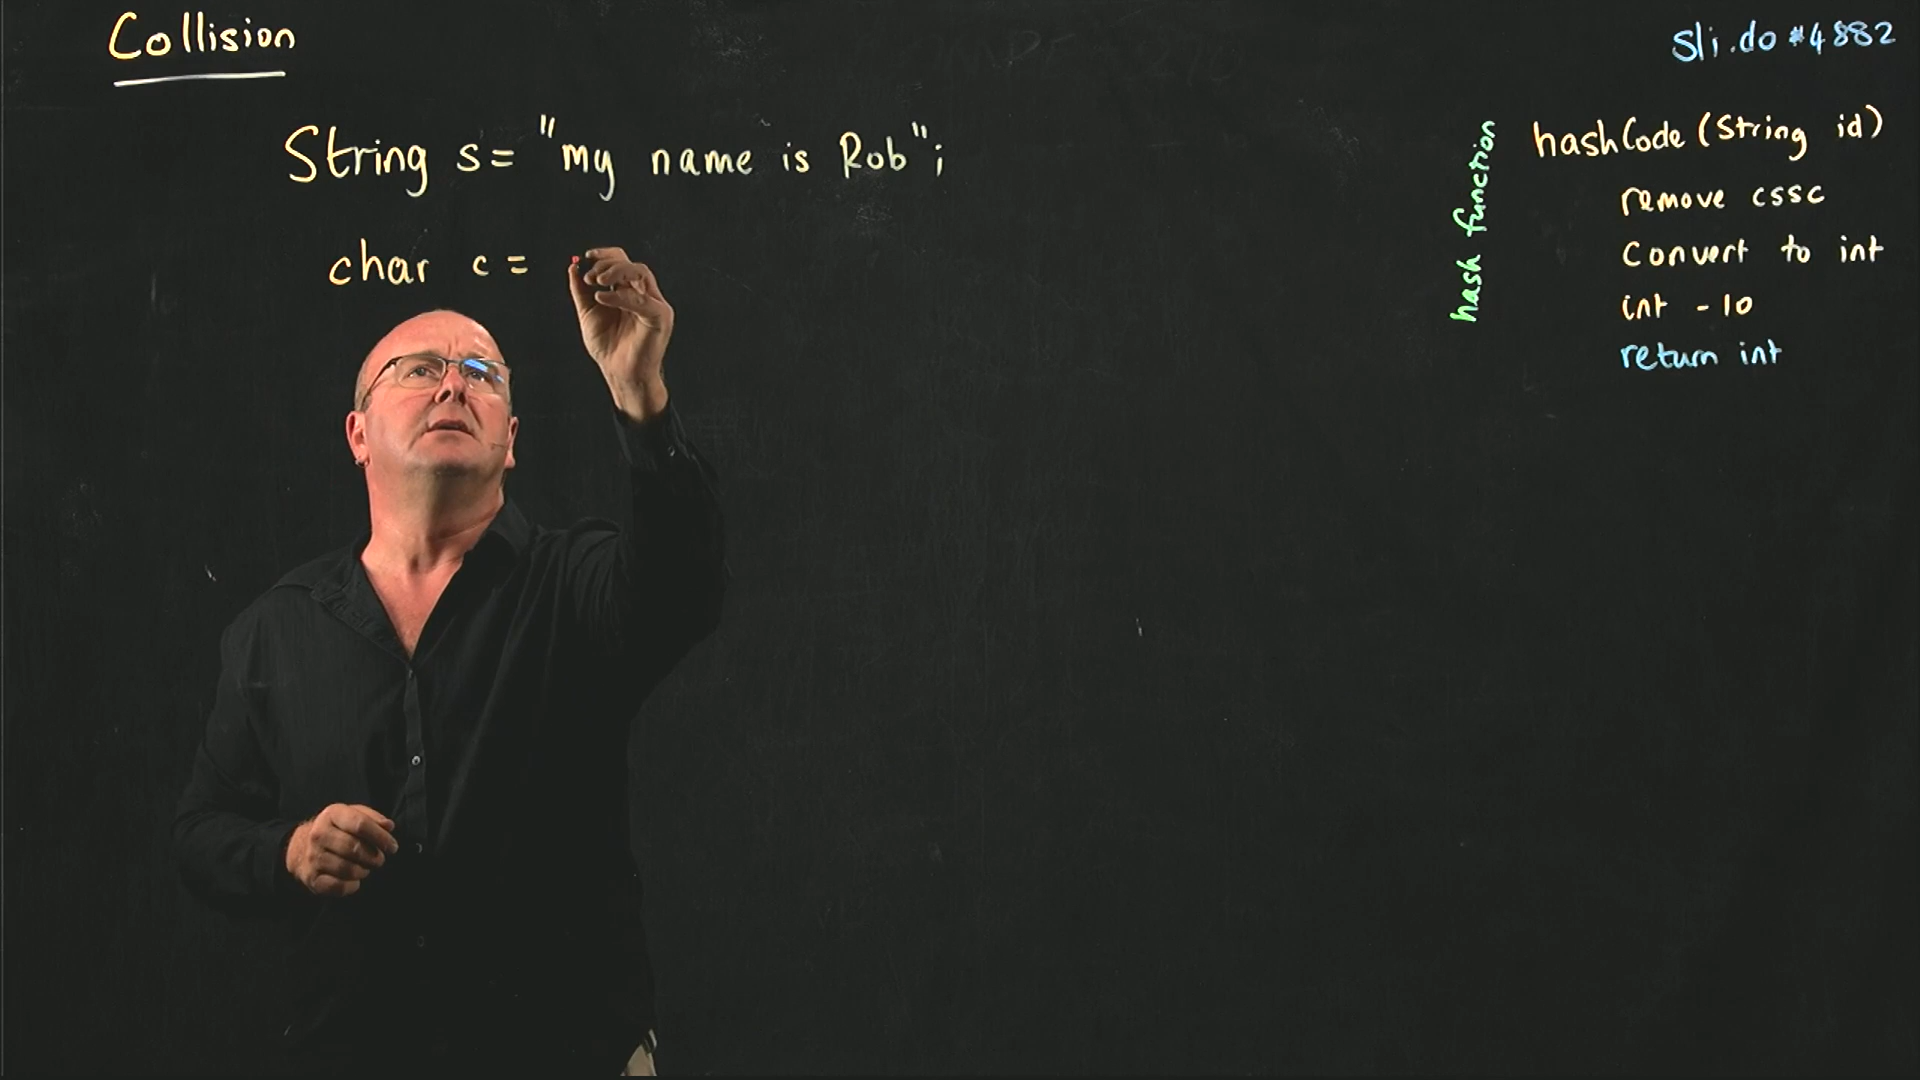 Collision
sli.do #4882
String s = "my name is Rob";
char c =
hash function
hashCode (String id)
remove cssc
convert to int
int - 10
return int